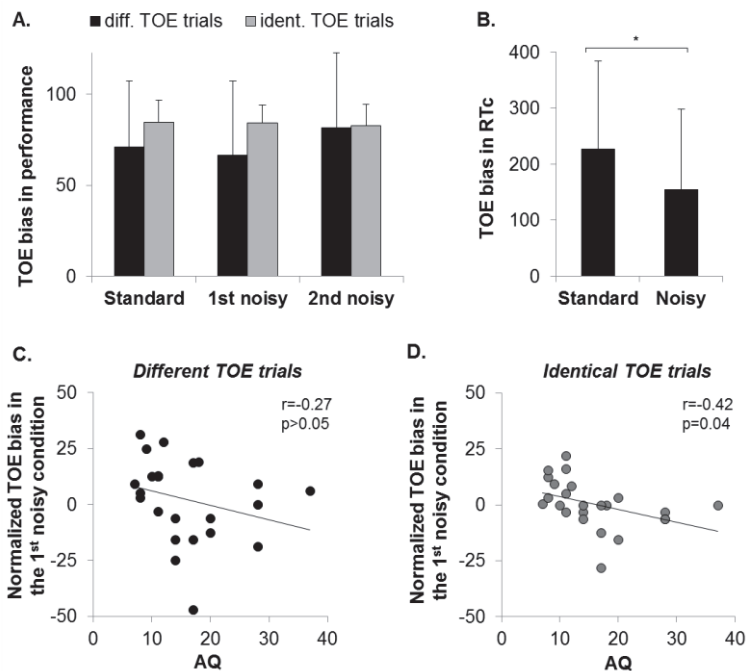 A.
diff. TOE trials ident. TOE trials
TOE bias in performance
100
50
0
Standard 1st noisy 2nd noisy
B.
*
TOE bias in RTc
400
300
200
100
0
Standard Noisy
C.
Different TOE trials
r=-0.27
p>0.05
Normalized TOE bias in
the 1st noisy condition
50
25
0
-25
-50
0 10 20 30 40
AQ
D.
Identical TOE trials
r=-0.42
p=0.04
Normalized TOE bias in
the 1st noisy condition
50
25
0
-25
-50
0 10 20 30 40
AQ